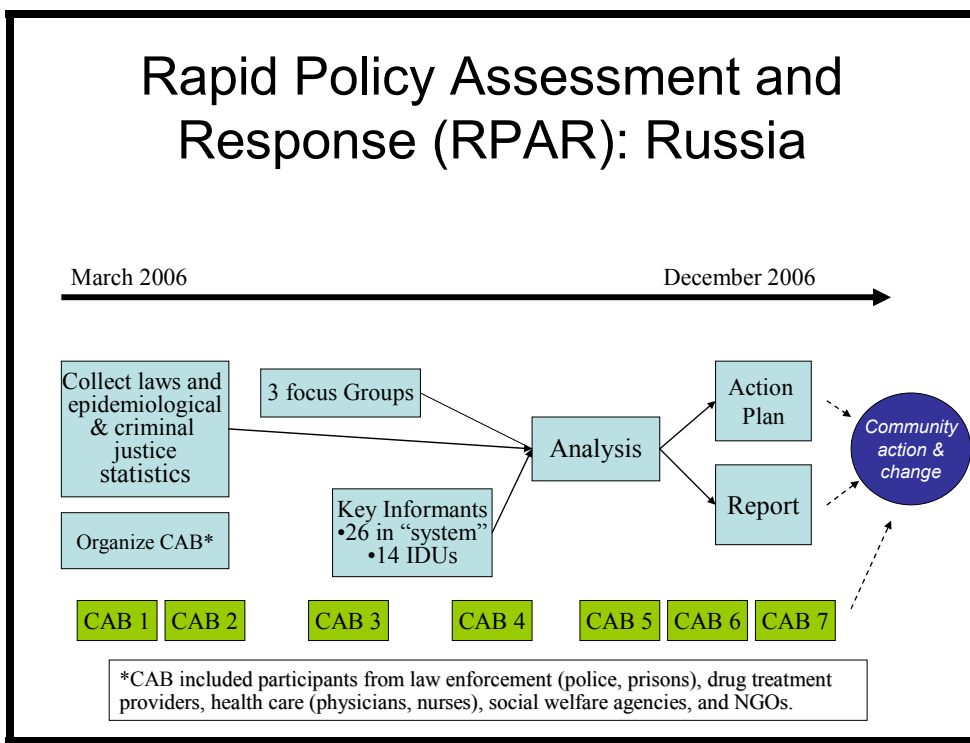 Rapid Policy Assessment and
Response (RPAR): Russia
March 2006
December 2006
Collect laws and
epidemiological
& criminal
justice
statistics
3 focus Groups
Key Informants
•26 in “system”
•14 IDUs
Organize CAB*
Analysis
Action
Plan
Report
Community
action &
change
CAB 1
CAB 2
CAB 3
CAB 4
CAB 5
CAB 6
CAB 7
*CAB included participants from law enforcement (police, prisons), drug treatment
providers, health care (physicians, nurses), social welfare agencies, and NGOs.